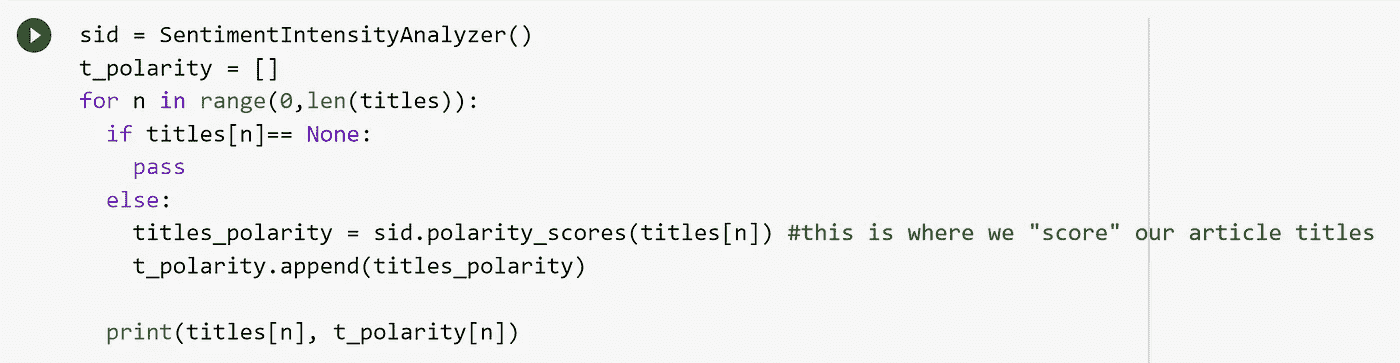 sid = SentimentIntensityAnalyzer()
t_polarity = []
for n in range(0,len(titles)):
  if titles[n]== None:
    pass
  else:
    titles_polarity = sid.polarity_scores(titles[n]) #this is where we "score" our article titles
    t_polarity.append(titles_polarity)

  print(titles[n], t_polarity[n])